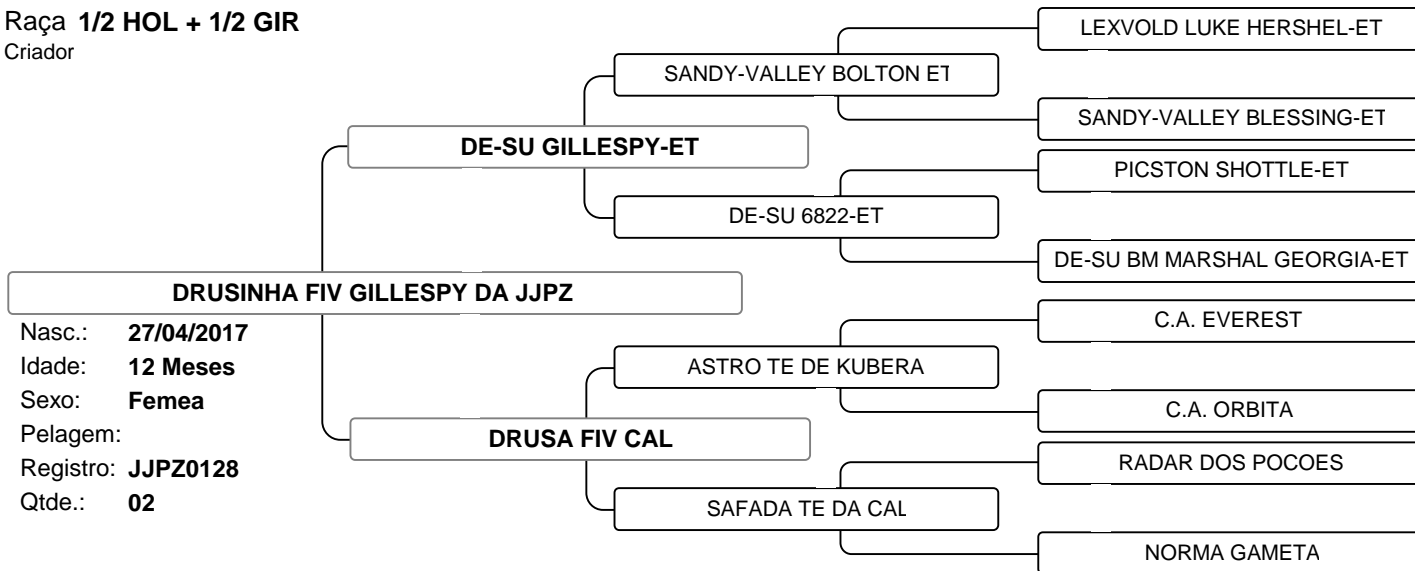 Raça 1/2 HOL + 1/2 GIR
Criador
LEXVOLD LUKE HERSHEL-ET
SANDY-VALLEY BOLTON ET
SANDY-VALLEY BLESSING-ET
DE-SU GILLESPY-ET
PICSTON SHOTTLE-ET
DE-SU 6822-ET
DE-SU BM MARSHAL GEORGIA-ET
DRUSINHA FIV GILLESPY DA JJPZ
Nasc.: 27/04/2017
Idade: 12 Meses
Sexo: Femea
Pelagem:
Registro: JJPZ0128
Qtde.: 02
C.A. EVEREST
ASTRO TE DE KUBERA
C.A. ORBITA
DRUSA FIV CAL
RADAR DOS POCOES
SAFADA TE DA CAL
NORMA GAMETA